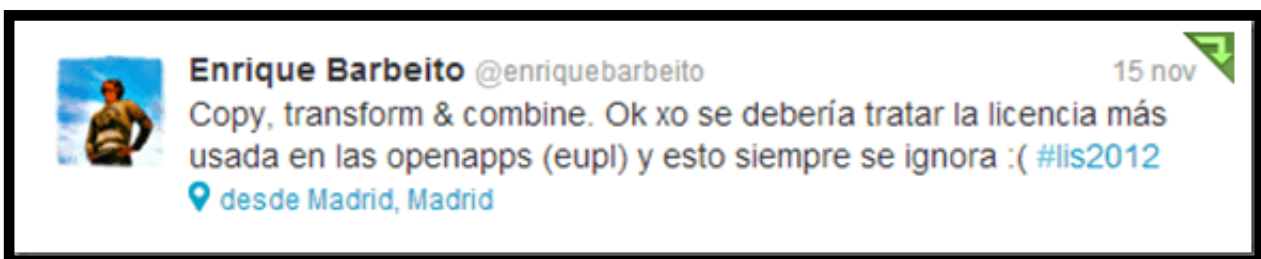 Enrique Barbeito @enriquebarbeito 15 nov
Copy, transform & combine. Ok xo se debería tratar la licencia más
usada en las openapps (eupl) y esto siempre se ignora :( #lis2012
desde Madrid, Madrid